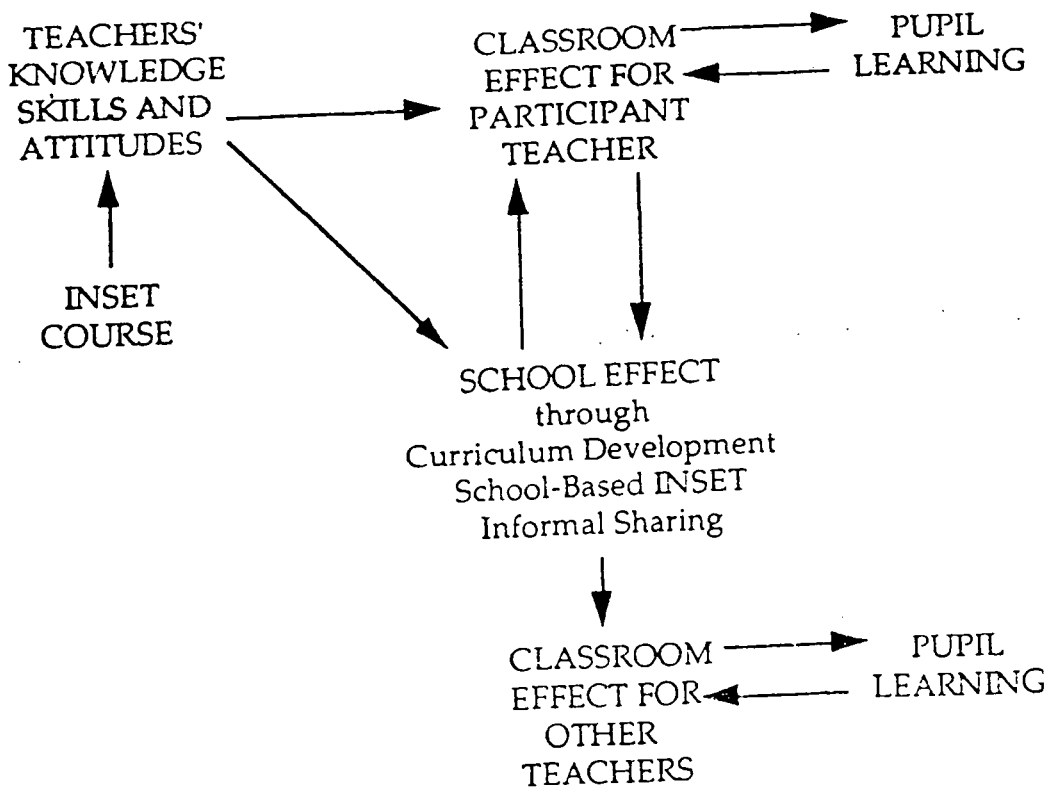 TEACHERS'
KNOWLEDGE
SKILLS AND
ATTITUDES
INSET
COURSE
CLASSROOM
EFFECT FOR
PARTICIPANT
TEACHER
PUPIL
LEARNING
SCHOOL EFFECT
through
Curriculum Development
School-Based INSET
Informal Sharing
CLASSROOM
EFFECT FOR
OTHER
TEACHERS
PUPIL
LEARNING